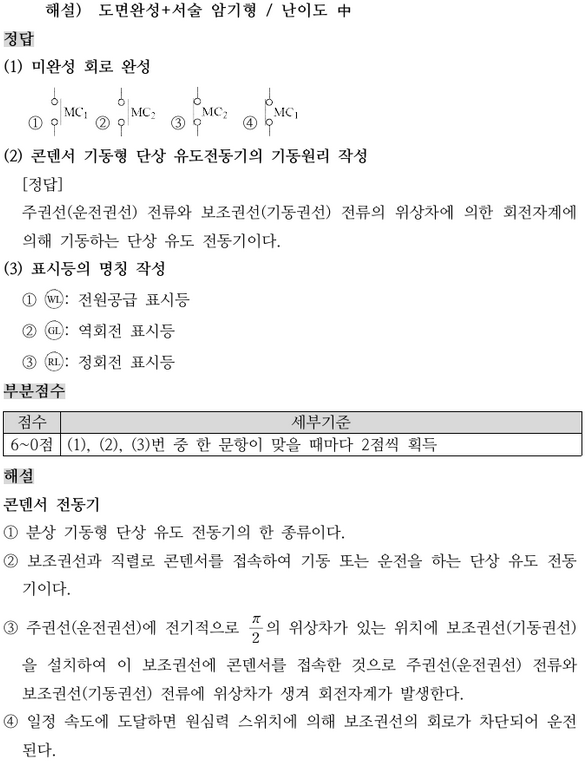 해설) 도면완성+서술 암기형 / 난이도 中
정답
(1) 미완성 회로 완성
① MC1 ② MC2 ③ MC2 ④ MC1
(2) 콘덴서 기동형 단상 유도전동기의 기동원리 작성
[정답]
주권선(운전권선) 전류와 보조권선(기동권선) 전류의 위상차에 의한 회전자계에
의해 기동하는 단상 유도 전동기이다.
(3) 표시등의 명칭 작성
① WL: 전원공급 표시등
② GL: 역회전 표시등
③ RL: 정회전 표시등
부분점수
점수 세부기준
6~0점 (1), (2), (3)번 중 한 문항이 맞을 때마다 2점씩 획득
해설
콘덴서 전동기
① 분상 기동형 단상 유도 전동기의 한 종류이다.
② 보조권선과 직렬로 콘덴서를 접속하여 기동 또는 운전을 하는 단상 유도 전동
기이다.
③ 주권선(운전권선)에 전기적으로 π/2의 위상차가 있는 위치에 보조권선(기동권선)
을 설치하여 이 보조권선에 콘덴서를 접속한 것으로 주권선(운전권선) 전류와
보조권선(기동권선) 전류에 위상차가 생겨 회전자계가 발생한다.
④ 일정 속도에 도달하면 원심력 스위치에 의해 보조권선의 회로가 차단되어 운전
된다.